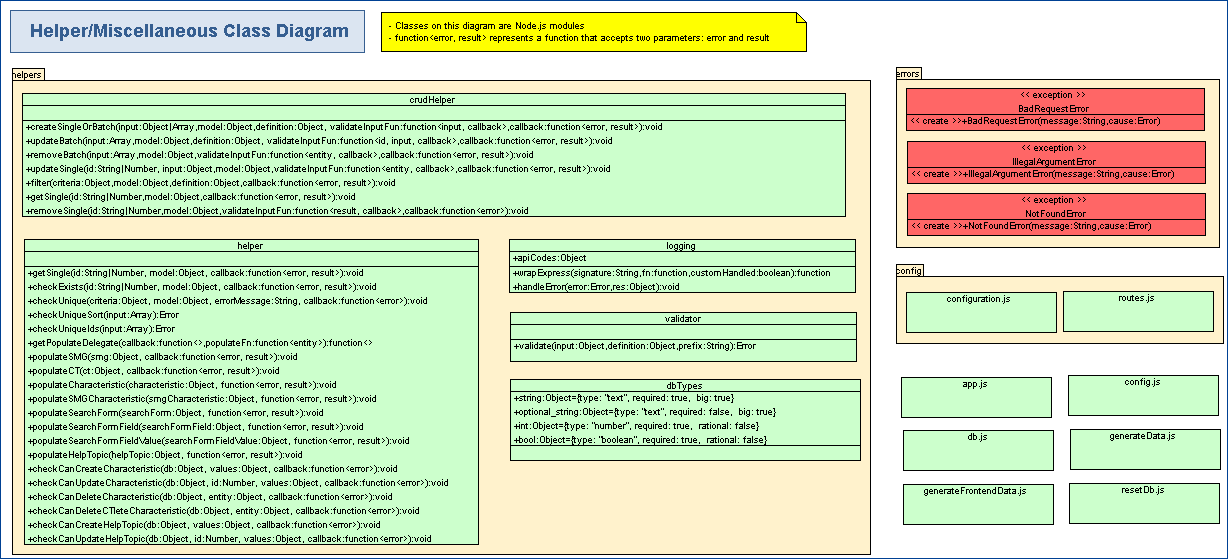 Helper/Miscellaneous Class Diagram
- Classes on this diagram are Node.js modules
- function<error, result> represents a function that accepts two parameters: error and result
helpers
crudHelper
+createSingleOrBatch(input:Object|Array,model:Object,definition:Object, validateInputFun:function<input, callback>,callback:function<error, result>):void
+updateBatch(input:Array,model:Object,definition:Object, validateInputFun:function<id, input, callback>,callback:function<error, result>):void
+removeBatch(input:Array,model:Object,validateInputFun:function<entity, callback>,callback:function<error, result>):void
+updateSingle(id:String|Number, input:Object,model:Object,validateInputFun:function<entity, callback>,callback:function<error, result>):void
+filter(criteria:Object,model:Object,definition:Object,callback:function<error, result>):void
+getSingle(id:String|Number,model:Object,callback:function<error, result>):void
+removeSingle(id:String|Number,model:Object,validateInputFun:function<result, callback>,callback:function<error>):void
helper
+getSingle(id:String|Number, model:Object, callback:function<error, result>):void
+checkExists(id:String|Number, model:Object, callback:function<error, result>):void
+checkUnique(criteria:Object, model:Object, errorMessage:String, callback:function<error, result>):void
+checkUniqueSort(input:Array):Error
+checkUniqueIds(input:Array):Error
+getPopulateDelegate(callback:function<>,populateFn:function<entity>):function<>
+populateSMG(smg:Object, callback:function<error, result>):void
+populateCT(ct:Object, callback:function<error, result>):void
+populateCharacteristic(characteristic:Object, function<error, result>):void
+populateSMGCharacteristic(smgCharacteristic:Object, function<error, result>):void
+populateSearchForm(searchForm:Object, function<error, result>):void
+populateSearchFormField(searchFormField:Object, function<error, result>):void
+populateSearchFormFieldValue(searchFormFieldValue:Object, function<error, result>):void
+populateHelpTopic(helpTopic:Object, function<error, result>):void
+checkCanCreateCharacteristic(db:Object, values:Object, callback:function<error>):void
+checkCanUpdateCharacteristic(db:Object, id:Number, values:Object, callback:function<error>):void
+checkCanDeleteCharacteristic(db:Object, entity:Object, callback:function<error>):void
+checkCanDeleteCTleteCharacteristic(db:Object, entity:Object, callback:function<error>):void
+checkCanCreateHelpTopic(db:Object, values:Object, callback:function<error>):void
+checkCanUpdateHelpTopic(db:Object, id:Number, values:Object, callback:function<error>):void
logging
+apiCodes:Object
+wrapExpress(signature:String,fn:function,customHandled:boolean):function
+handleError(error:Error,res:Object):void
validator
+validate(input:Object,definition:Object,prefix:String):Error
dbTypes
+string:Object={type: "text", required: true, big: true}
+optional_string:Object={type: "text", required: false, big: true}
+int:Object={type: "number", required: true, rational: false}
+bool:Object={type: "boolean", required: true, rational: false}
errors
<< exception >>
BadRequestError
<< create >>+BadRequestError(message:String,cause:Error)
<< exception >>
IllegalArgumentError
<< create >>+IllegalArgumentError(message:String,cause:Error)
<< exception >>
NotFoundError
<< create >>+NotFoundError(message:String,cause:Error)
config
configuration.js
routes.js
app.js
config.js
db.js
generateData.js
generateFrontendData.js
resetDb.js